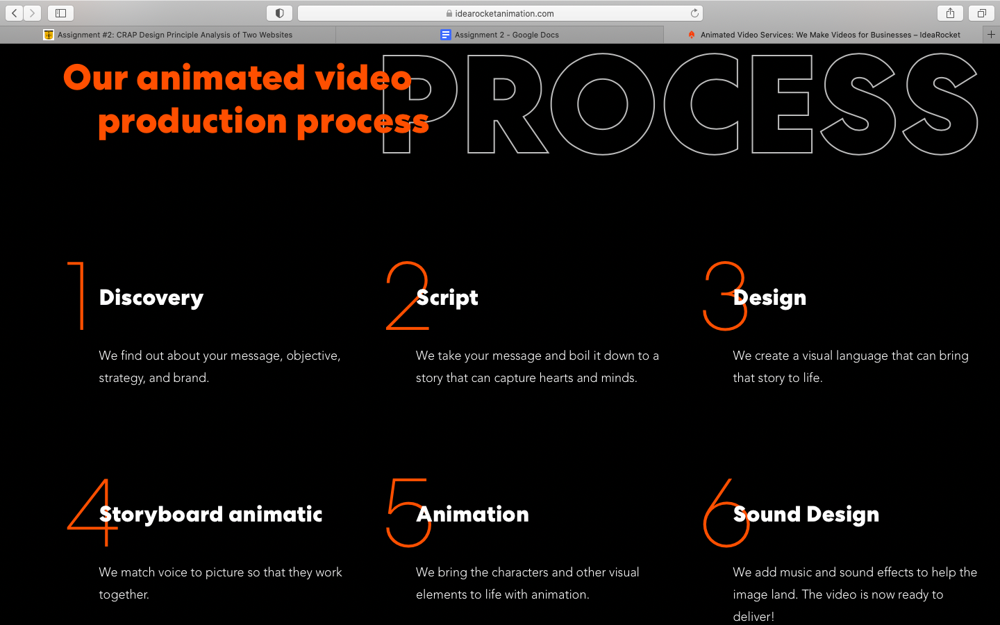 idearocketanimation.com
Assignment #2: CRAP Design Principle Analysis of Two Websites
Assignment 2 - Google Docs
Animated Video Services: We Make Videos for Businesses – IdeaRocket
PROCESS
Our animated video
production process
1
Discovery
We find out about your message, objective,
strategy, and brand.
2
Script
We take your message and boil it down to a
story that can capture hearts and minds.
3
Design
We create a visual language that can bring
that story to life.
4
Storyboard animatic
We match voice to picture so that they work
together.
5
Animation
We bring the characters and other visual
elements to life with animation.
6
Sound Design
We add music and sound effects to help the
image land. The video is now ready to
deliver!